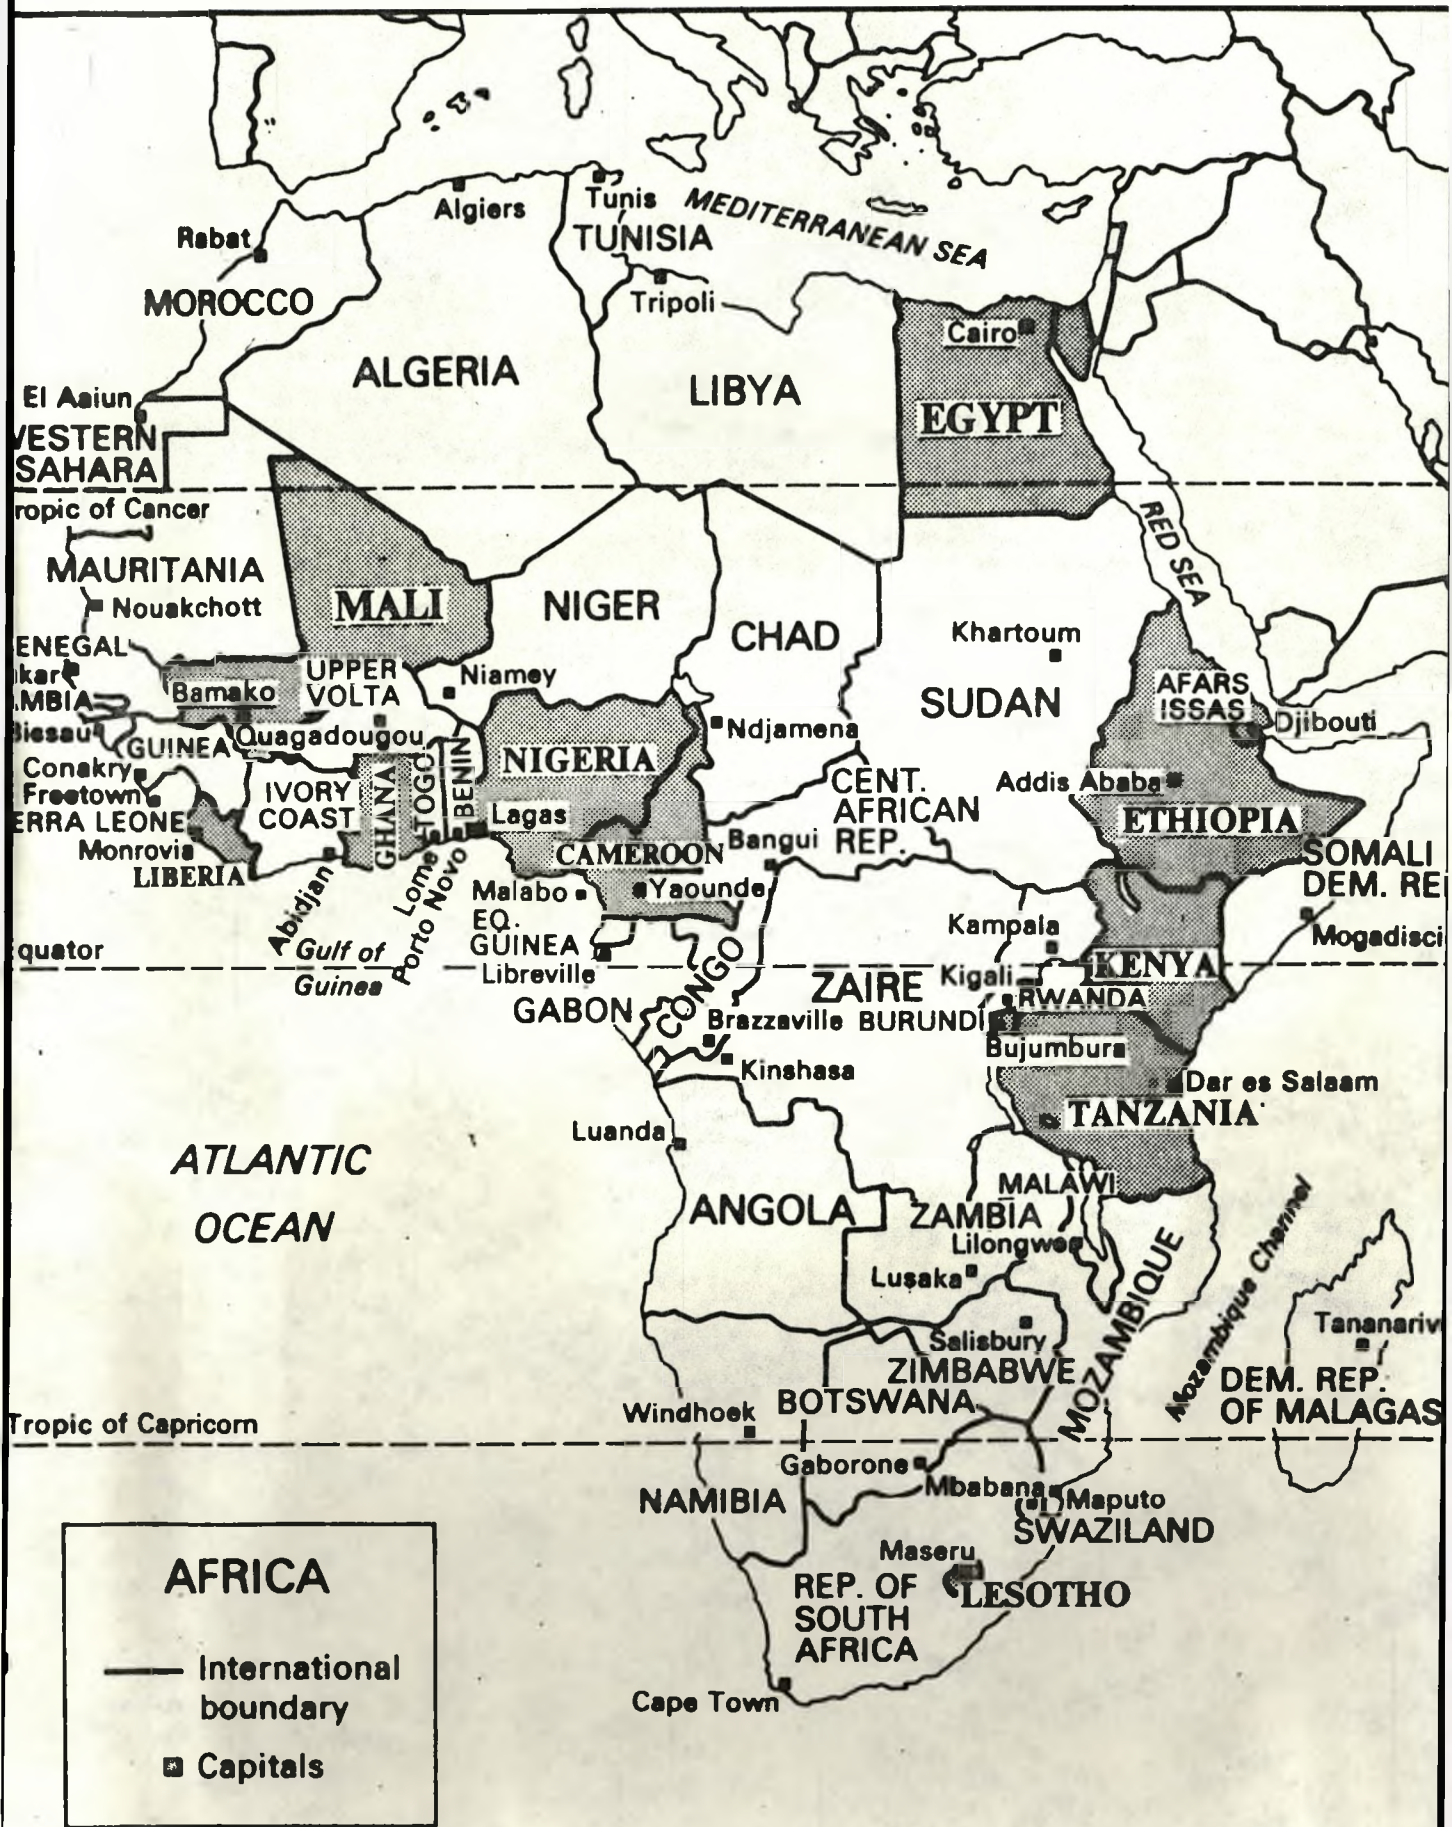 Algiers
Tunis
TUNISIA
MEDITERRANEAN SEA
Rabat
MOROCCO
Tripoli
Cairo
ALGERIA
LIBYA
EGYPT
El Aaiun
WESTERN
SAHARA
ropic of Cancer
RED SEA
MAURITANIA
Nouakchott
MALI
NIGER
CHAD
Khartoum
ENEGAL
kar
MBIA
Bissau
Bamako
UPPER
VOLTA
Niamey
SUDAN
AFARS
ISSAS
Djibouti
GUINEA
Ouagadougou
NIGERIA
Ndjamena
Conakry
Freetown
ERRA LEONE
Monrovia
LIBERIA
IVORY
COAST
GHANA
TOGO
BENIN
Lagas
CENT.
AFRICAN
REP.
Addis Ababa
ETHIOPIA
CAMEROON
Bangui
SOMALI
DEM. RE
Abidjan
Lome
Porto Novo
Malabo
Yaounde
EQ.
GUINEA
Libreville
Kampala
Mogadisci
quator
Gulf of
Guinea
KENYA
GABON
CONGO
ZAIRE
Kigali
RWANDA
Brazzaville
BURUNDI
Bujumbura
Kinshasa
Dar es Salaam
TANZANIA
Luanda
ATLANTIC
OCEAN
ANGOLA
ZAMBIA
MALAWI
Lilongwe
Lusaka
MOZAMBIQUE
Mozambique Channel
Salisbury
ZIMBABWE
Tananariv
DEM. REP.
OF MALAGAS
BOTSWANA
Windhoek
Tropic of Capricorn
Gaborone
Mbabana
Maputo
NAMIBIA
SWAZILAND
Maseru
LESOTHO
REP. OF
SOUTH
AFRICA
Cape Town
AFRICA
International
boundary
Capitals